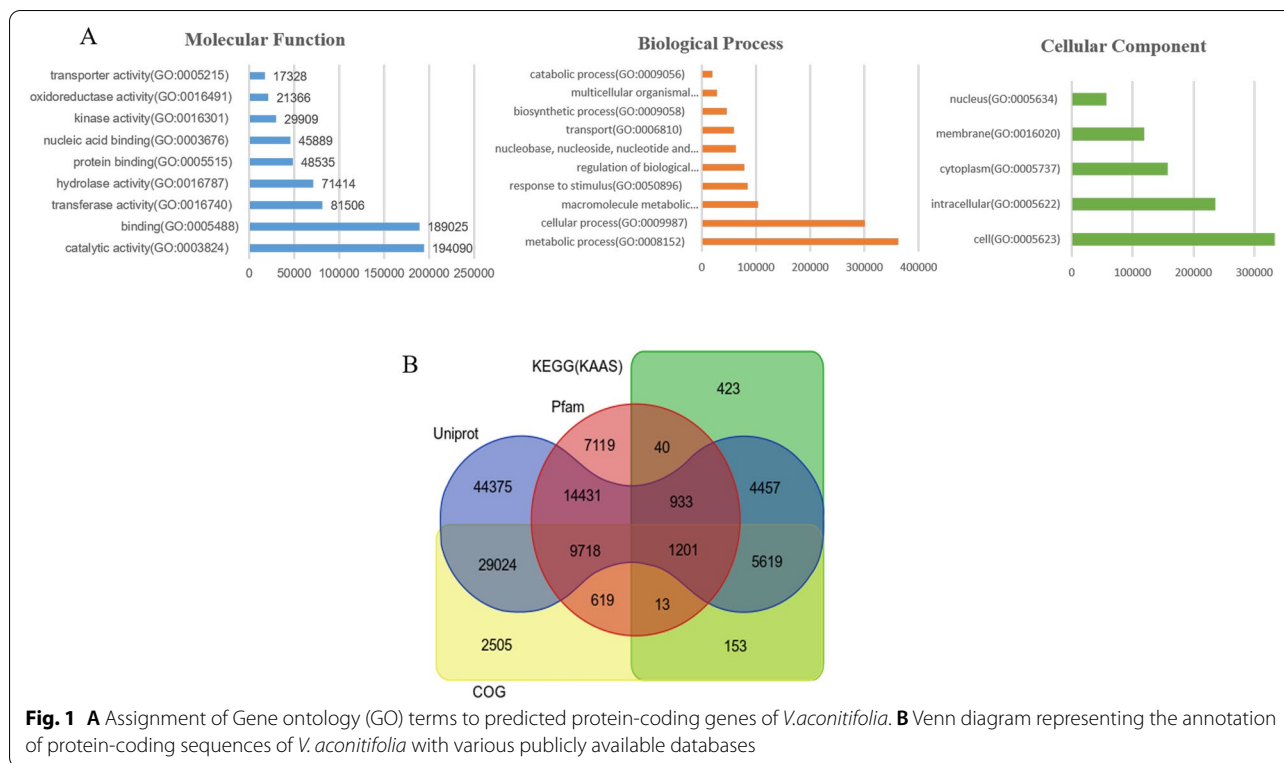 A
Molecular Function
transporter activity(GO:0005215) 17328
oxidoreductase activity(GO:0016491) 21366
kinase activity(GO:0016301) 29909
nucleic acid binding(GO:0003676) 45889
protein binding(GO:0005515) 48535
hydrolase activity(GO:0016787) 71414
transferase activity(GO:0016740) 81506
binding(GO:0005488) 189025
catalytic activity(GO:0003824) 194090
0 50000 100000 150000 200000 250000
Biological Process
catabolic process(GO:0009056)
multicellular organismal...
biosynthetic process(GO:0009058)
transport(GO:0006810)
nucleobase, nucleoside, nucleotide and...
regulation of biological...
response to stimulus(GO:0050896)
macromolecule metabolic...
cellular process(GO:0009987)
metabolic process(GO:0008152)
0 100000 200000 300000 400000
Cellular Component
nucleus(GO:0005634)
membrane(GO:0016020)
cytoplasm(GO:0005737)
intracellular(GO:0005622)
cell(GO:0005623)
0 100000 200000 300000
B
KEGG(KAAS)
423
Pfam
Uniprot
7119 40
44375 14431 933 4457
29024 9718 1201 5619
619 13
2505 153
COG
Fig. 1 A Assignment of Gene ontology (GO) terms to predicted protein-coding genes of V.aconitifolia. B Venn diagram representing the annotation
of protein-coding sequences of V. aconitifolia with various publicly available databases